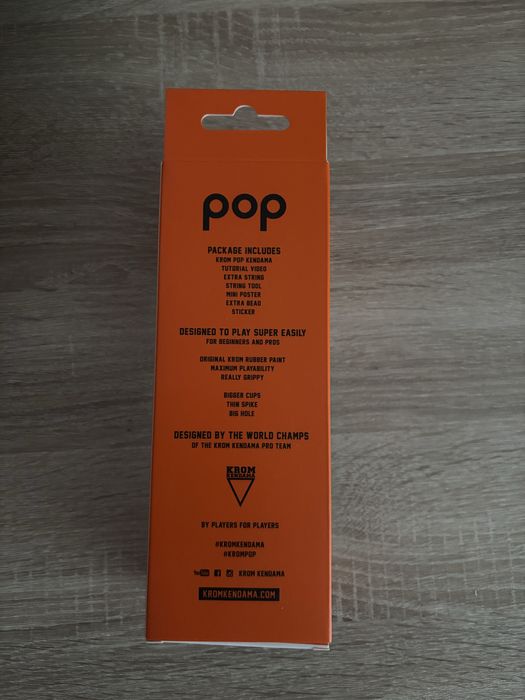 pop
PACKAGE INCLUDES
KROM POP KENDAMA
TUTORIAL VIDEO
EXTRA STRING
STRING TOOL
MINI POSTER
EXTRA BEAD
STICKER
DESIGNED TO PLAY SUPER EASILY
FOR BEGINNERS AND PROS
ORIGINAL KROM RUBBER PAINT
MAXIMUM PLAYABILITY
REALLY GRIPPY
BIGGER CUPS
THIN SPIKE
BIG HOLE
DESIGNED BY THE WORLD CHAMPS
OF THE KROM KENDAMA PRO TEAM
KROM
KENDAMA
BY PLAYERS FOR PLAYERS
#KROMKENDAMA
#KROMPOP
YouTube f KROM KENDAMA
KROMKENDAMA.COM